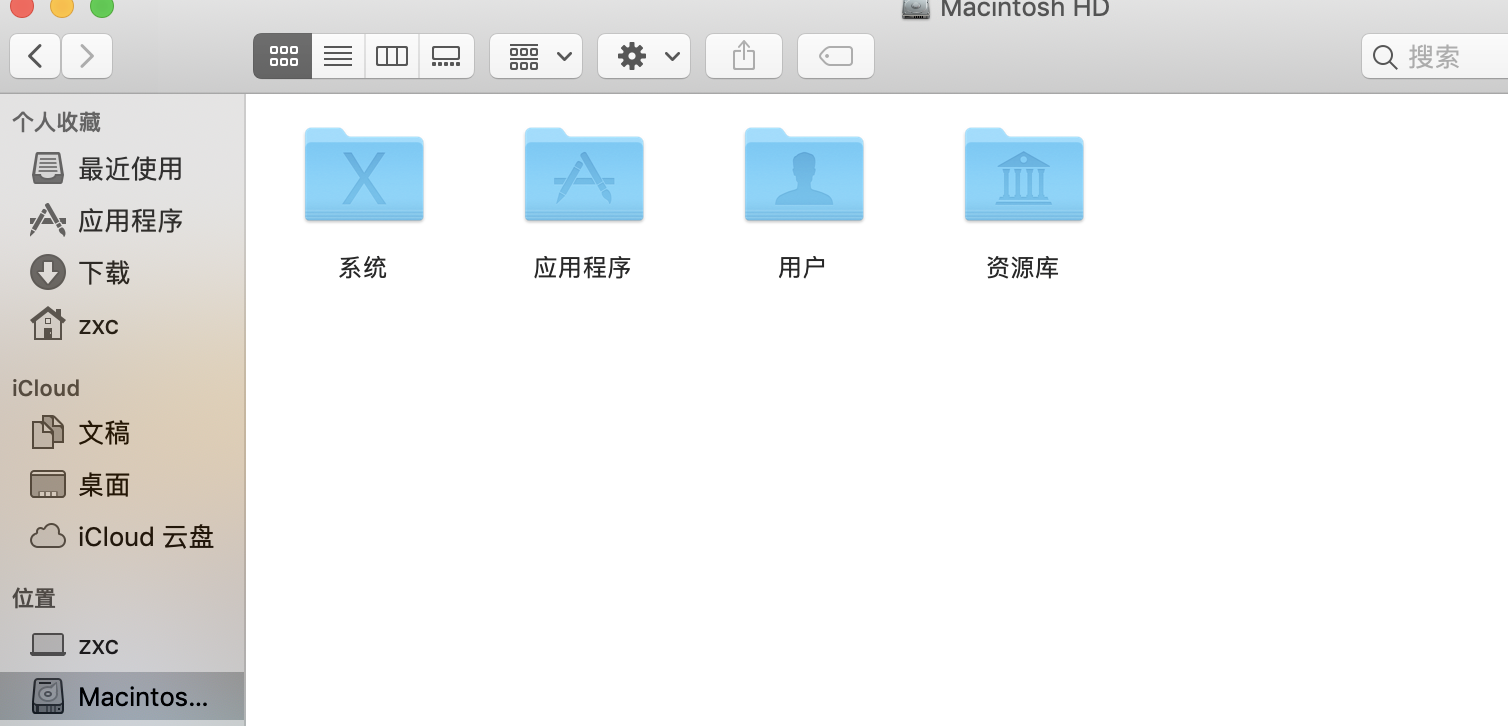 Macintosh HD
搜索
个人收藏
最近使用
应用程序
下载
zxc
iCloud
文稿
桌面
iCloud 云盘
位置
zxc
Macintos...
系统
应用程序
用户
资源库